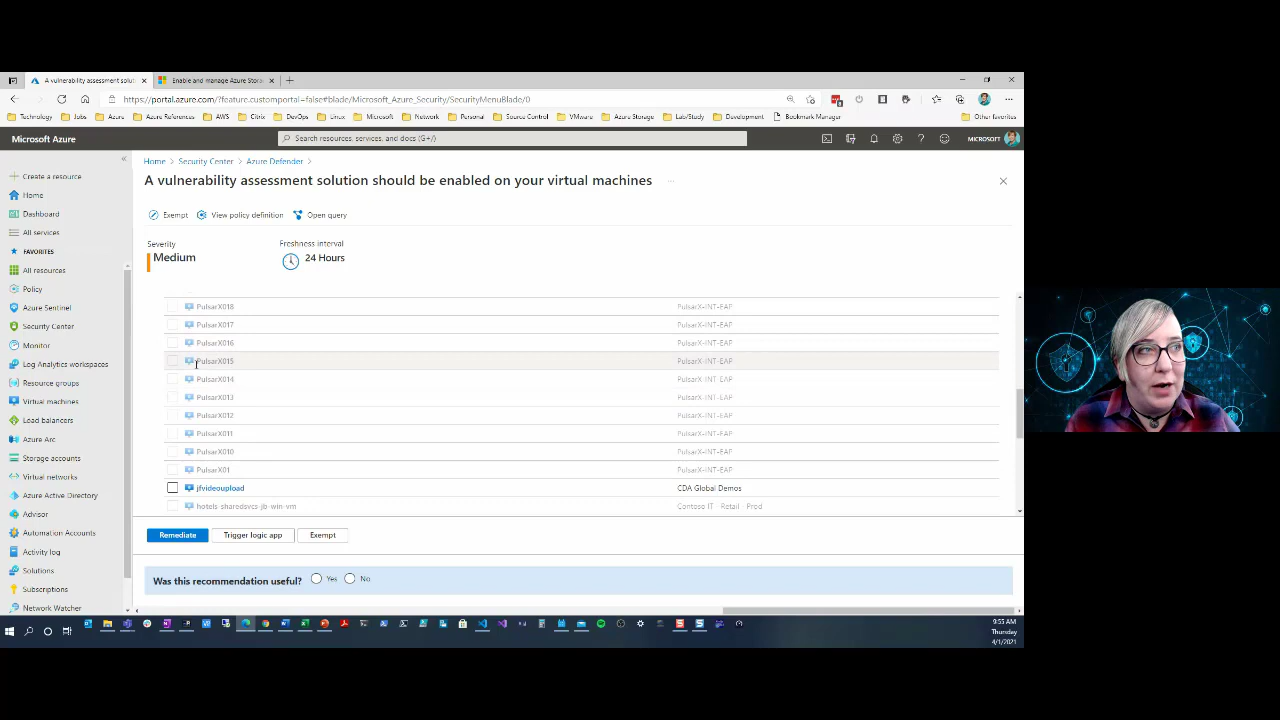 A vulnerability assessment solu
Enable and manage Azure Stor
https://portal.azure.com/?feature.customportal=false#blade/Microsoft_Azure_Security/SecurityMenuBlade/0
Technology Jobs Azure Azure References AWS Citrix DevOps Linux Microsoft Network Personal Source Control VMware Azure Storage Lab/Study Development Bookmark Manager Other favorites
Microsoft Azure
Search resources, services, and docs (G+/)
MICROSOFT
Home > Security Center > Azure Defender >
A vulnerability assessment solution should be enabled on your virtual machines
Exempt View policy definition Open query
Severity
Medium
Freshness interval
24 Hours
Create a resource
Home
Dashboard
All services
FAVORITES
All resources
Policy
Azure Sentinel
Security Center
Monitor
Log Analytics workspaces
Resource groups
Virtual machines
Load balancers
Azure Arc
Storage accounts
Virtual networks
Azure Active Directory
Advisor
Automation Accounts
Activity log
Solutions
Subscriptions
Network Watcher
PulsarX018 PulsarX-INT-EAP
PulsarX017 PulsarX-INT-EAP
PulsarX016 PulsarX-INT-EAP
PulsarX015 PulsarX-INT-EAP
PulsarX014 PulsarX-INT-EAP
PulsarX013 PulsarX-INT-EAP
PulsarX012 PulsarX-INT-EAP
PulsarX011 PulsarX-INT-EAP
PulsarX010 PulsarX-INT-EAP
PulsarX01 PulsarX-INT-EAP
jfvideoupload CDA Global Demos
hotels-sharedsvcs-jb-win-vm Contoso IT - Retail - Prod
Remediate Trigger logic app Exempt
Was this recommendation useful? Yes No
9:55 AM
Thursday
4/1/2021